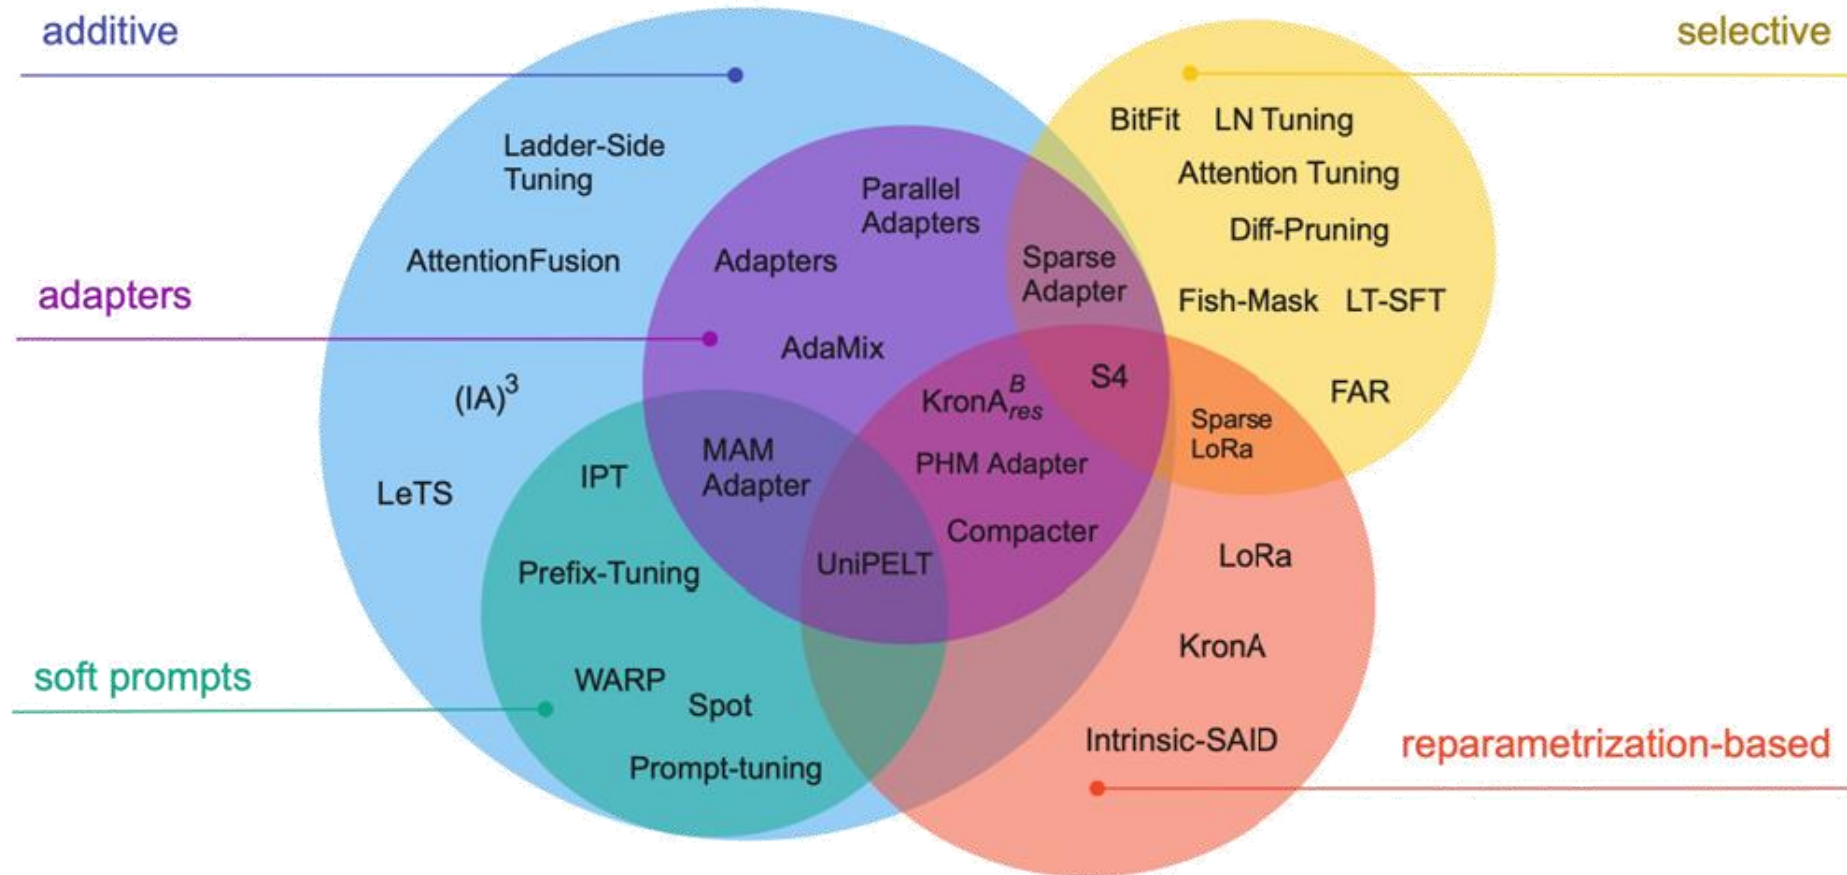 additive
selective
BitFit LN Tuning
Ladder-Side
Tuning
Attention Tuning
Parallel
Adapters
Diff-Pruning
AttentionFusion
Adapters
Sparse
Adapter
adapters
Fish-Mask LT-SFT
AdaMix
S4
(IA)³
KronA^B_res
FAR
Sparse
LoRa
MAM
Adapter
PHM Adapter
IPT
LeTS
Compacter
UniPELT
LoRa
Prefix-Tuning
KronA
soft prompts
WARP
Spot
Intrinsic-SAID
reparametrization-based
Prompt-tuning